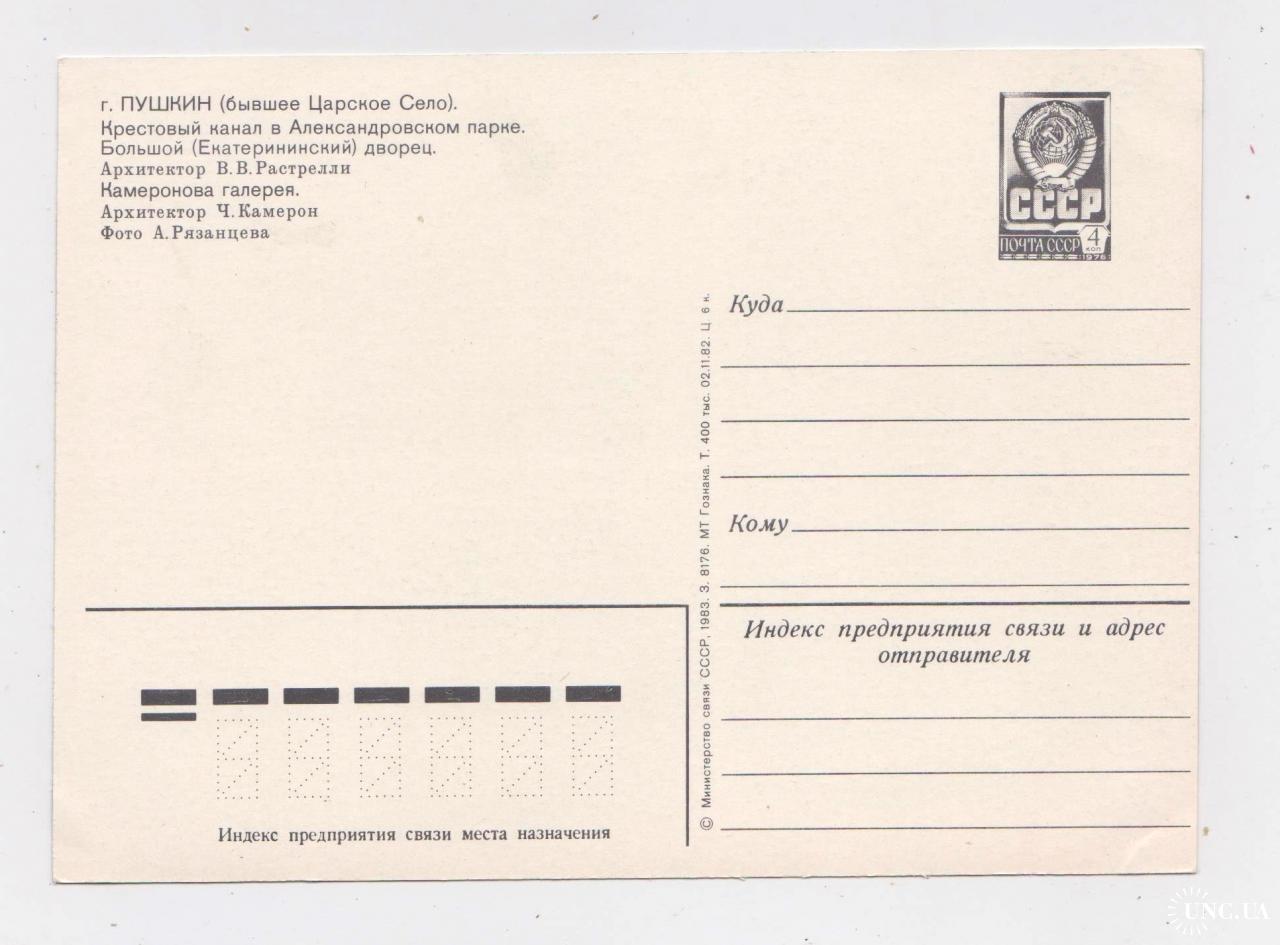 г. ПУШКИН (бывшее Царское Село).
Крестовый канал в Александровском парке.
Большой (Екатерининский) дворец.
Архитектор В.В.Растрелли
Камеронова галерея.
Архитектор Ч.Камерон
Фото А.Рязанцева
СССР
ПОЧТА СССР 4 КОП
1976
Куда
Кому
Индекс предприятия связи и адрес
отправителя
© Министерство связи СССР, 1983. З. 8176. МТ Гознака. Т. 400 тыс. 02.11.82. Ц 6 к.
Индекс предприятия связи места назначения
UNC.UA